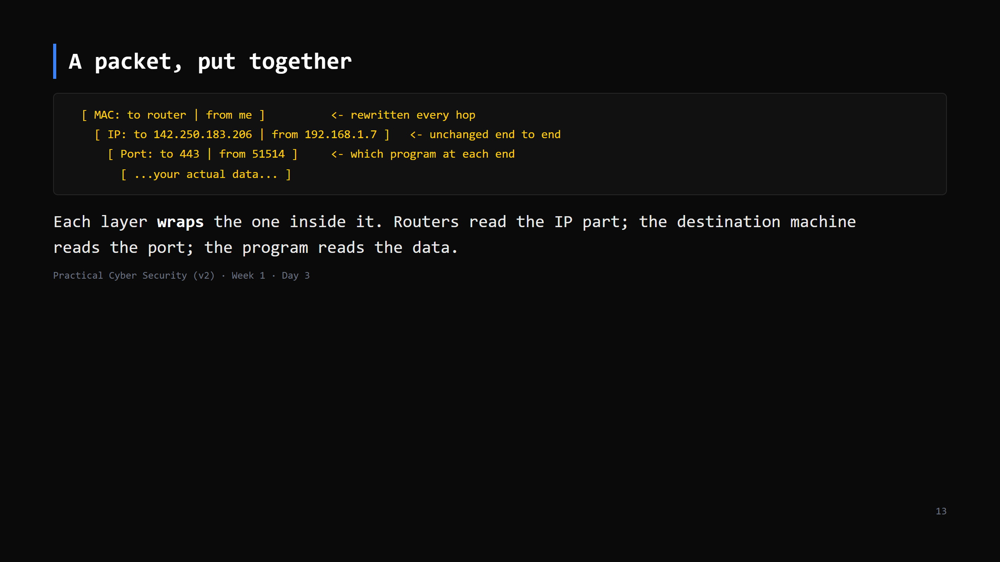 A packet, put together
[ MAC: to router | from me ]          <- rewritten every hop
  [ IP: to 142.250.183.206 | from 192.168.1.7 ]   <- unchanged end to end
    [ Port: to 443 | from 51514 ]     <- which program at each end
      [ ...your actual data... ]
Each layer wraps the one inside it. Routers read the IP part; the destination machine
reads the port; the program reads the data.
Practical Cyber Security (v2) · Week 1 · Day 3
13